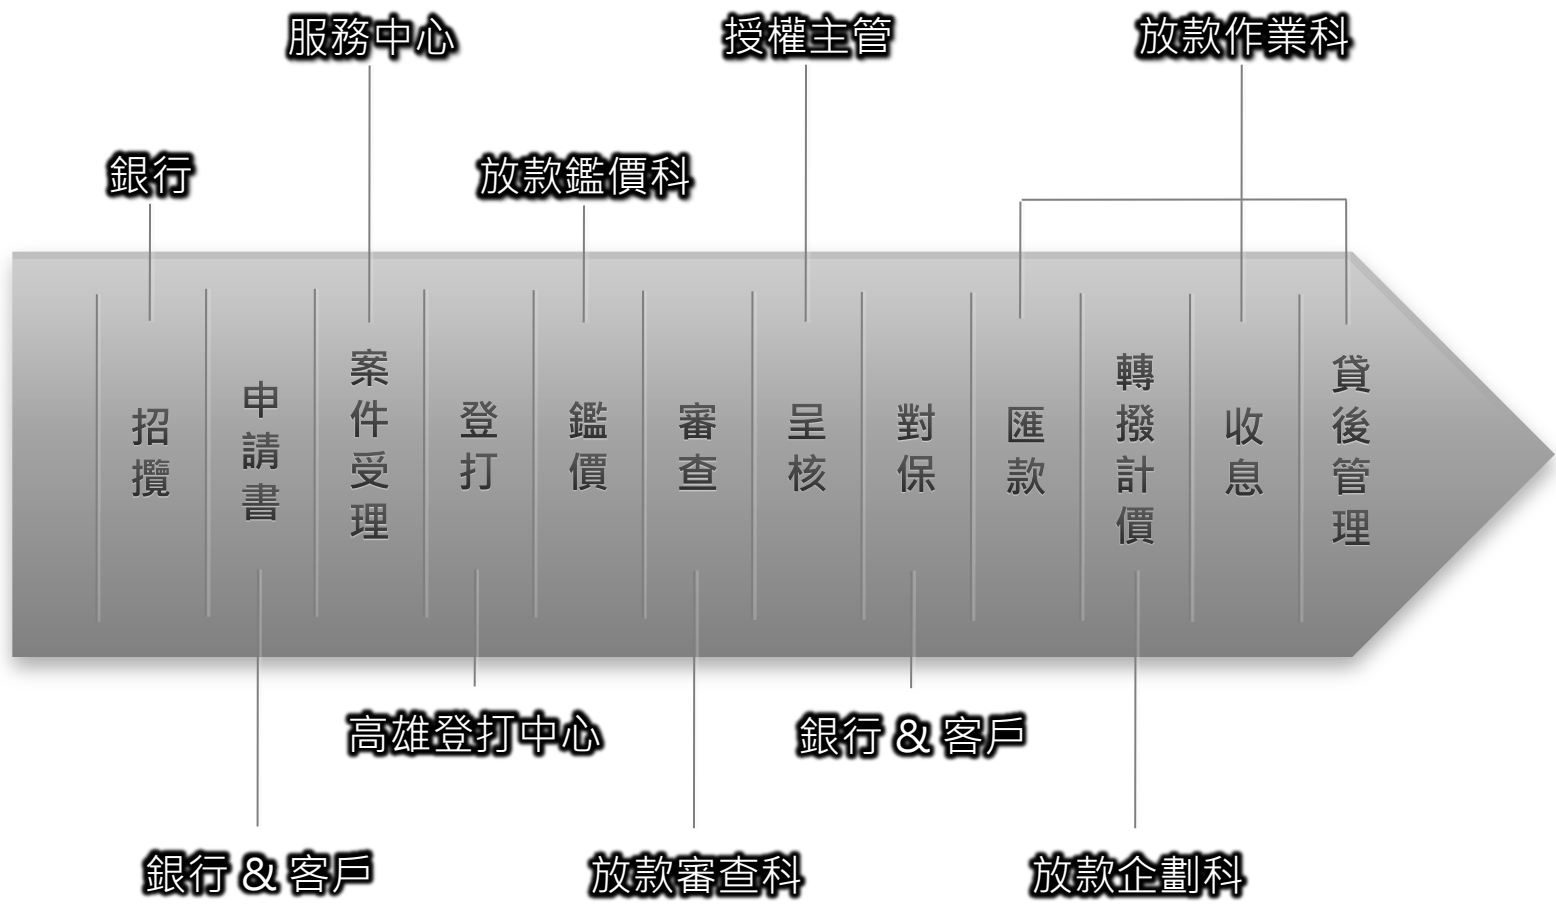 服務中心
授權主管
放款作業科
銀行
放款鑑價科
招攬
申請書
案件受理
登打
鑑價
審查
呈核
對保
匯款
轉撥計價
收息
貸後管理
高雄登打中心
銀行 & 客戶
銀行 & 客戶
放款審查科
放款企劃科